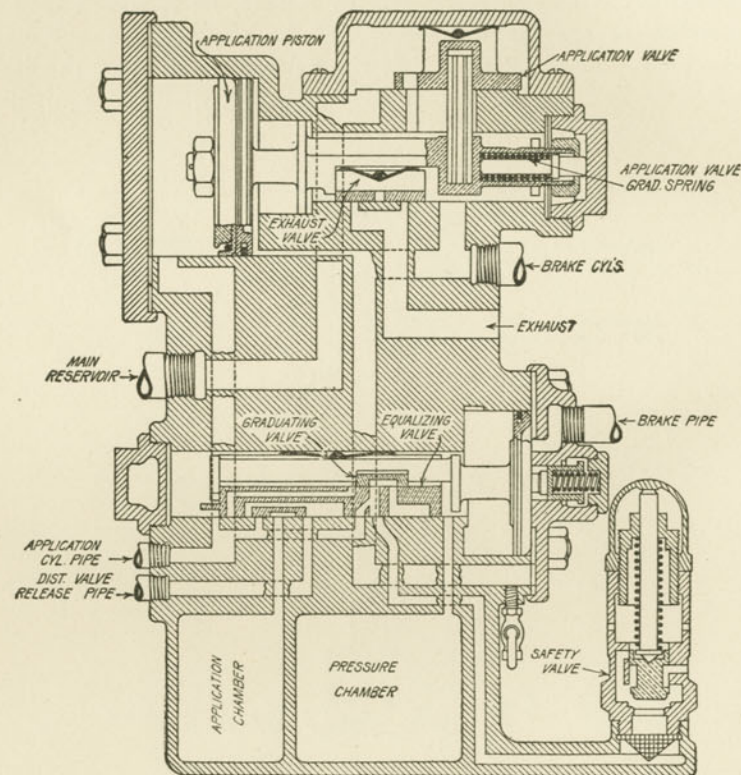 APPLICATION PISTON
APPLICATION VALVE
APPLICATION VALVE
GRAD. SPRING
EXHAUST
VALVE
BRAKE CYL'S.
EXHAUST
MAIN
RESERVOIR
GRADUATING
VALVE
EQUALIZING
VALVE
BRAKE PIPE
APPLICATION
CYL. PIPE
DIST. VALVE
RELEASE PIPE
SAFETY
VALVE
APPLICATION
CHAMBER
PRESSURE
CHAMBER